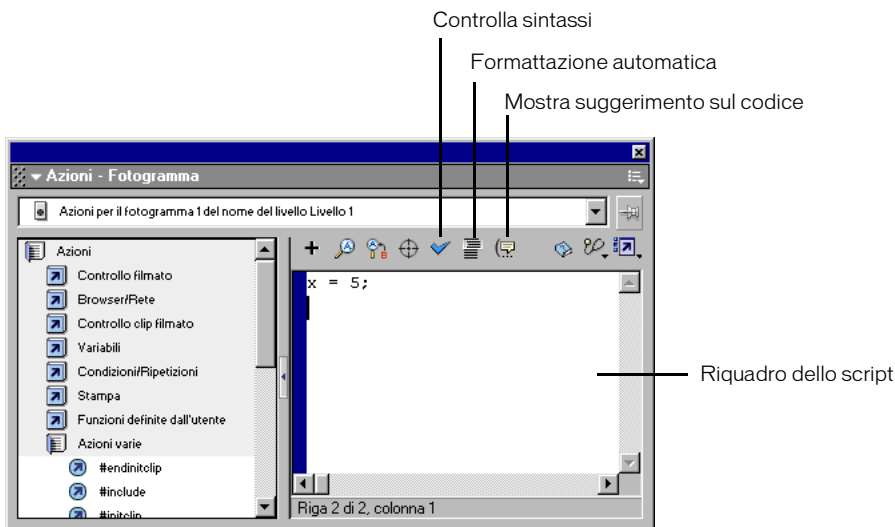 Controlla sintassi
Formattazione automatica
Mostra suggerimento sul codice
Azioni - Fotogramma
Azioni per il fotogramma 1 del nome del livello Livello 1
Azioni
Controllo filmato
Browser/Rete
Controllo clip filmato
Variabili
Condizioni/Ripetizioni
Stampa
Funzioni definite dall'utente
Azioni varie
#endinitclip
#include
#initclip
x = 5;
Riquadro dello script
Riga 2 di 2, colonna 1